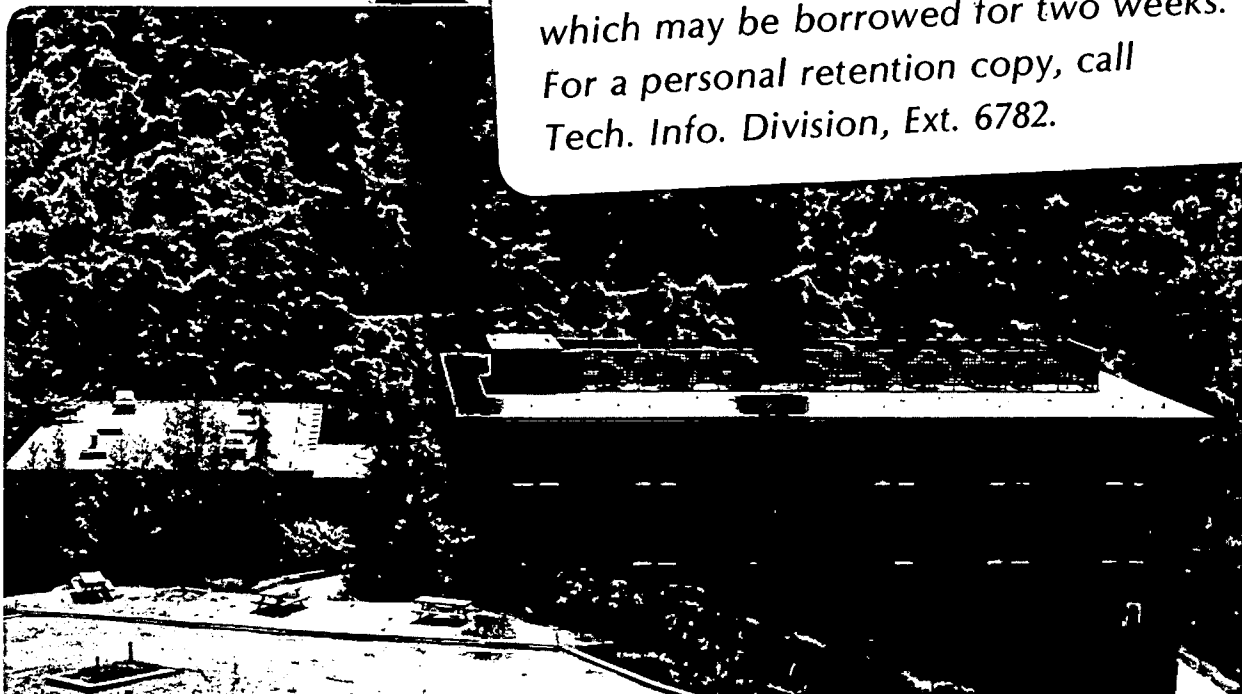 which may be borrowed for two weeks.
For a personal retention copy, call
Tech. Info. Division, Ext. 6782.